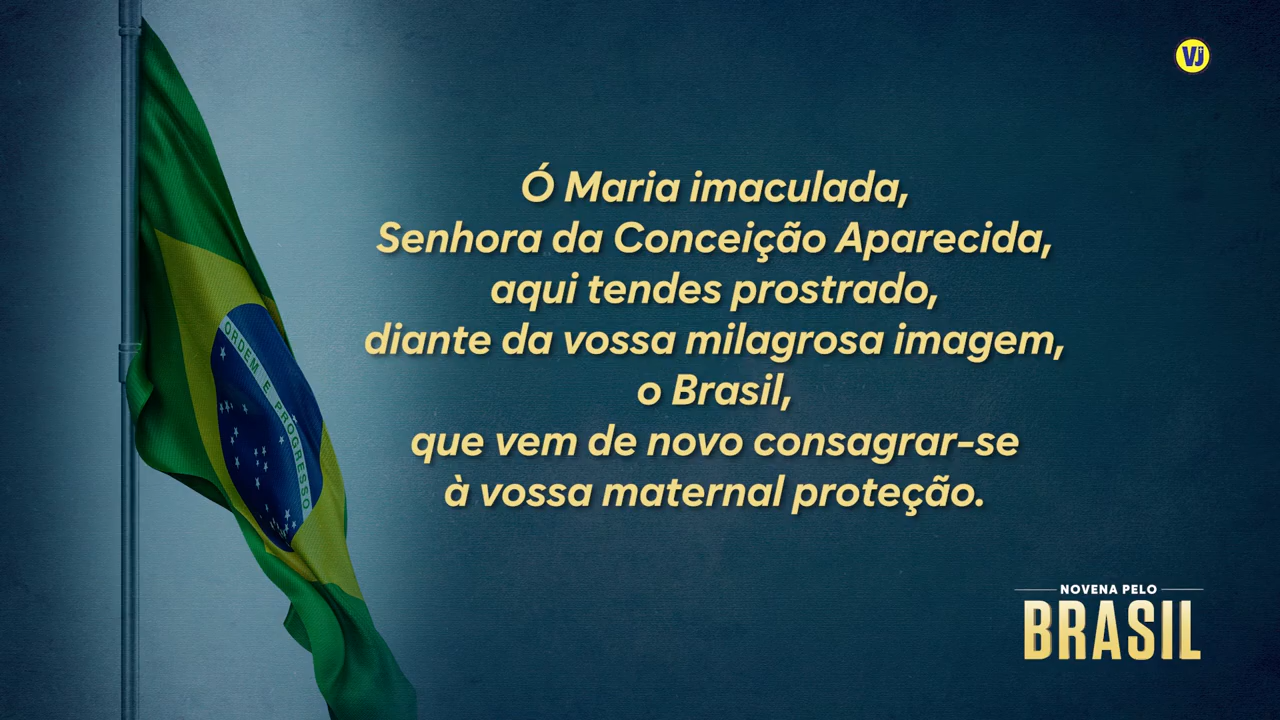 VJ
Ó Maria imaculada,
Senhora da Conceição Aparecida,
aqui tendes prostrado,
diante da vossa milagrosa imagem,
o Brasil,
que vem de novo consagrar-se
à vossa maternal proteção.
ORDEM E PROGRESSO
NOVENA PELO
BRASIL